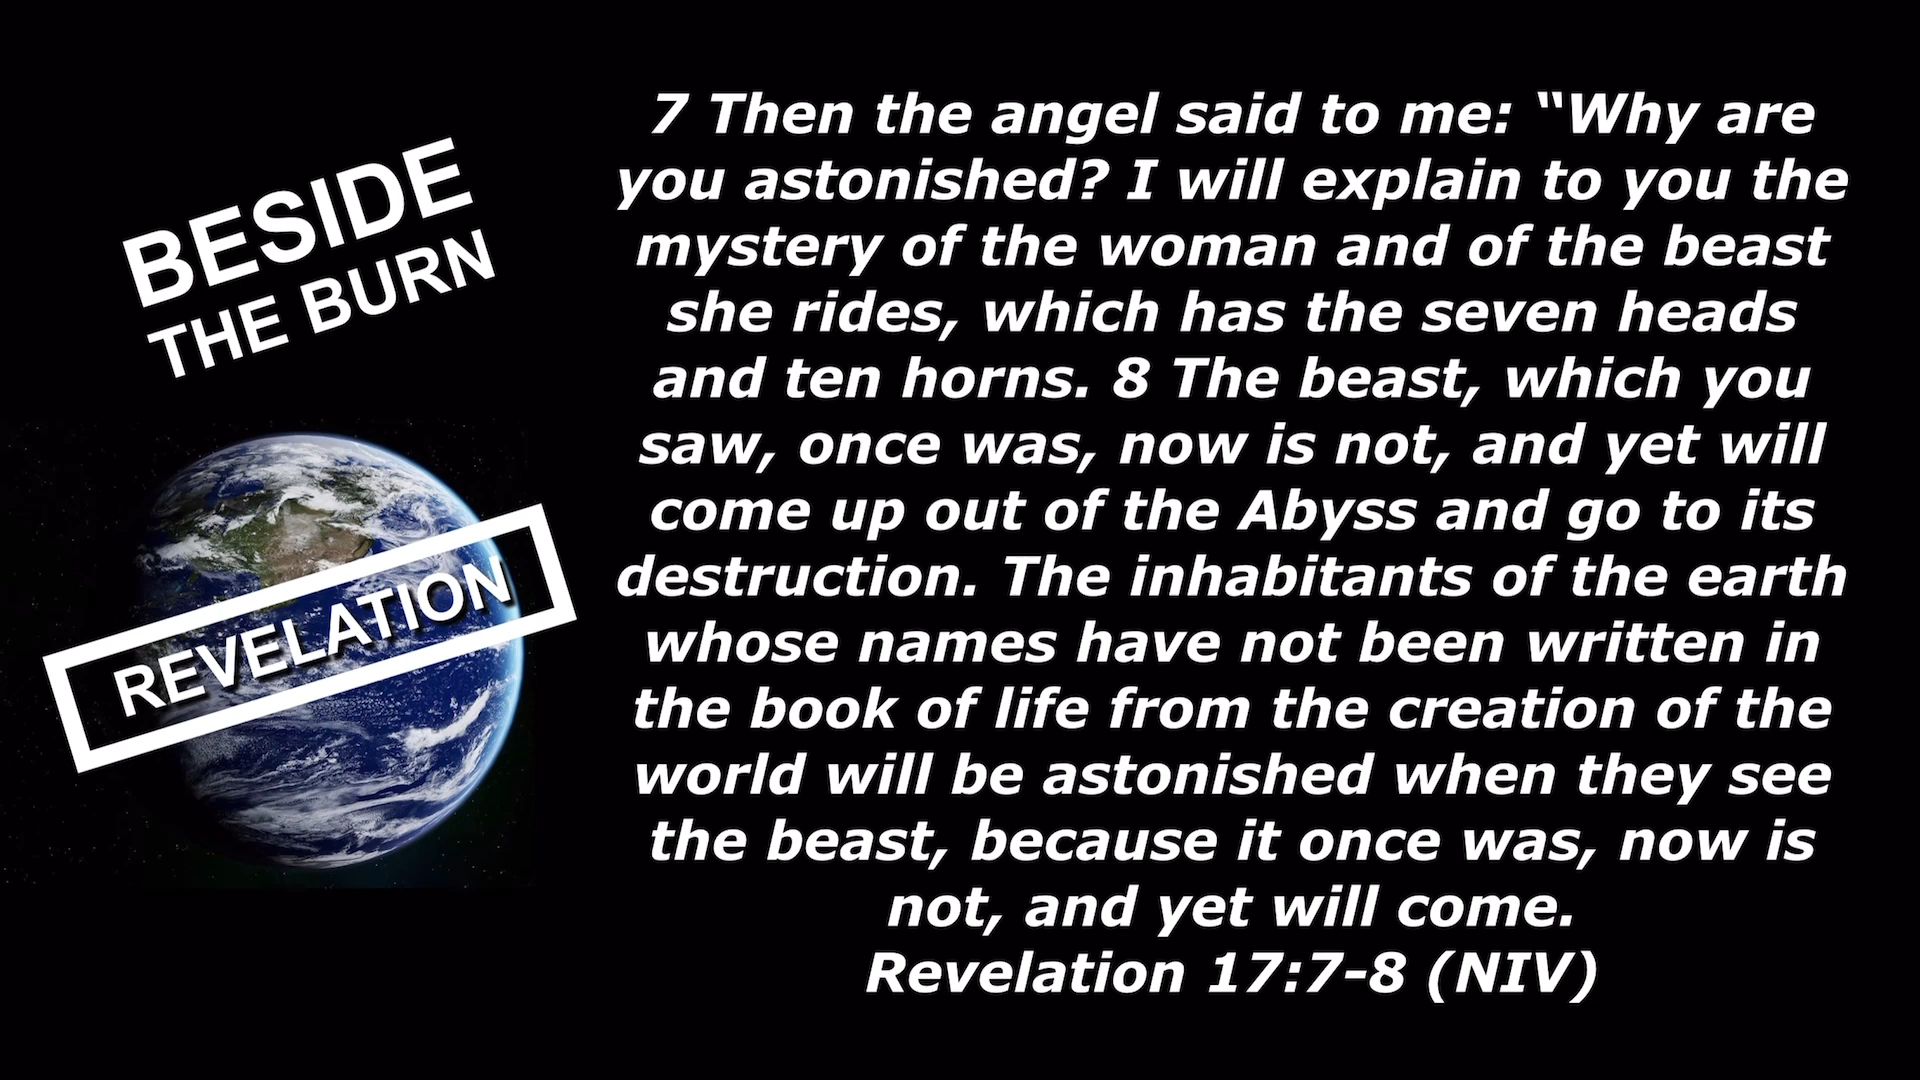 BESIDE
THE BURN
REVELATION
7 Then the angel said to me: “Why are
you astonished? I will explain to you the
mystery of the woman and of the beast
she rides, which has the seven heads
and ten horns. 8 The beast, which you
saw, once was, now is not, and yet will
come up out of the Abyss and go to its
destruction. The inhabitants of the earth
whose names have not been written in
the book of life from the creation of the
world will be astonished when they see
the beast, because it once was, now is
not, and yet will come.
Revelation 17:7-8 (NIV)